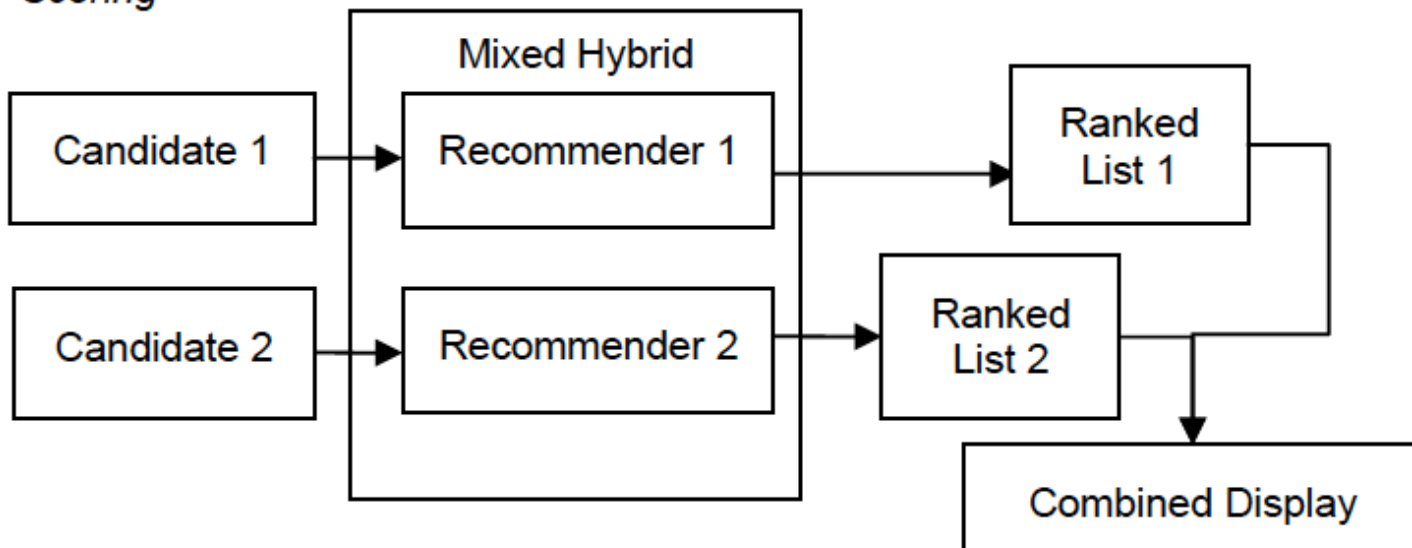 Mixed Hybrid
Candidate 1
Recommender 1
Ranked
List 1
Candidate 2
Recommender 2
Ranked
List 2
Combined Display